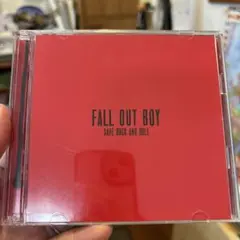 FALL OUT BOY
SAVE ROCK AND ROLL